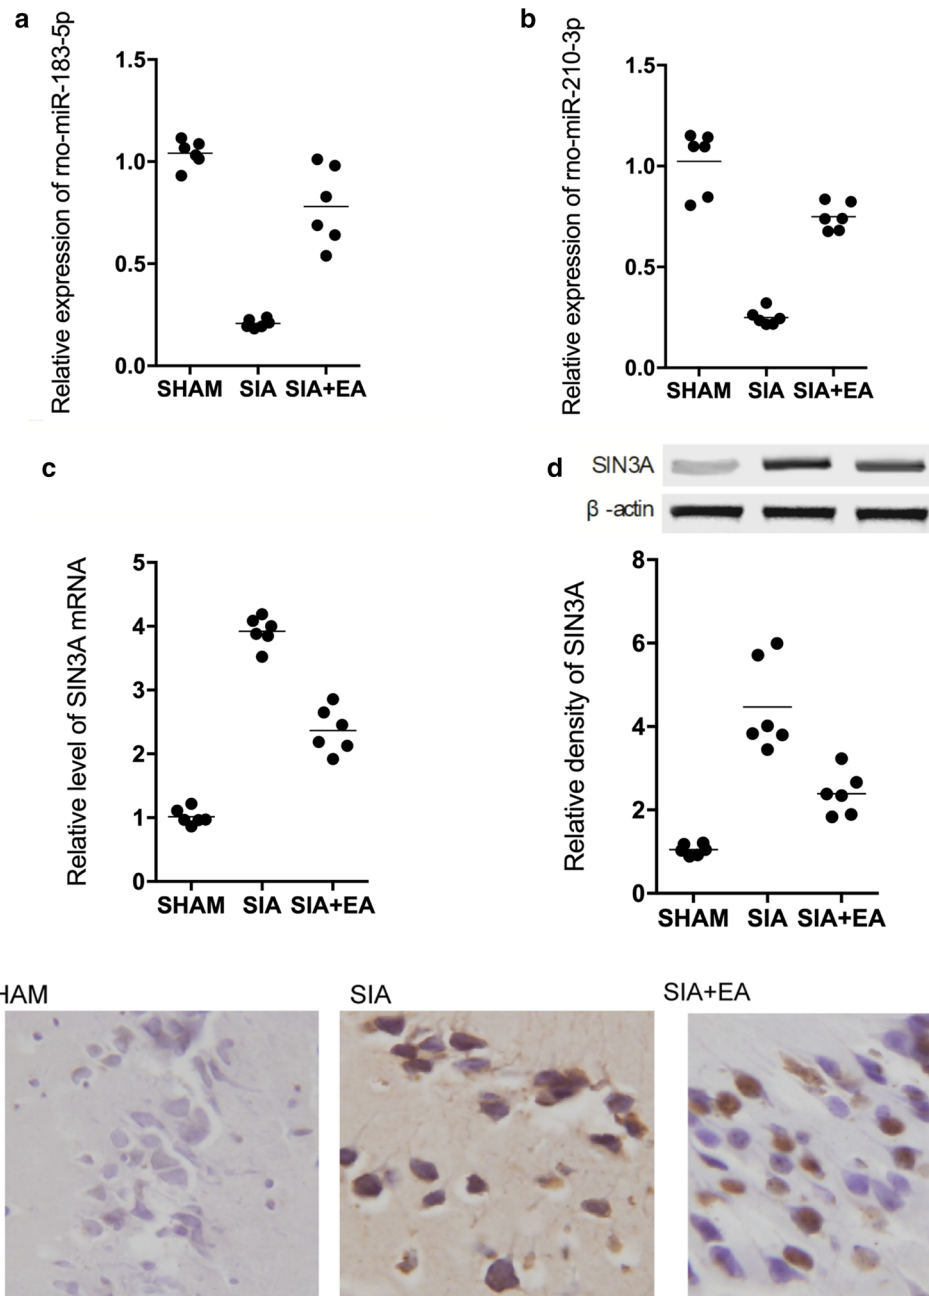 a
Relative expression of rno-miR-183-5p
1.5
1.0
0.5
0.0
SHAM SIA SIA+EA
b
Relative expression of rno-miR-210-3p
1.5
1.0
0.5
0.0
SHAM SIA SIA+EA
c
Relative level of SIN3A mRNA
5
4
3
2
1
0
SHAM SIA SIA+EA
d
SIN3A
β -actin
Relative density of SIN3A
8
6
4
2
0
SHAM SIA SIA+EA
HAM SIA SIA+EA